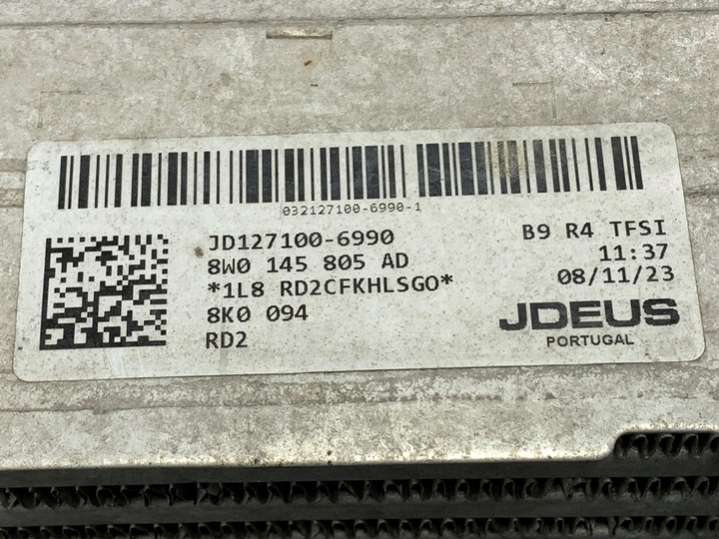 032127100-6990-1
JD127100-6990
8W0 145 805 AD
*1L8 RD2CFKHLSGO*
8K0 094
RD2
B9 R4 TFSI
11:37
08/11/23
JDEUS
PORTUGAL